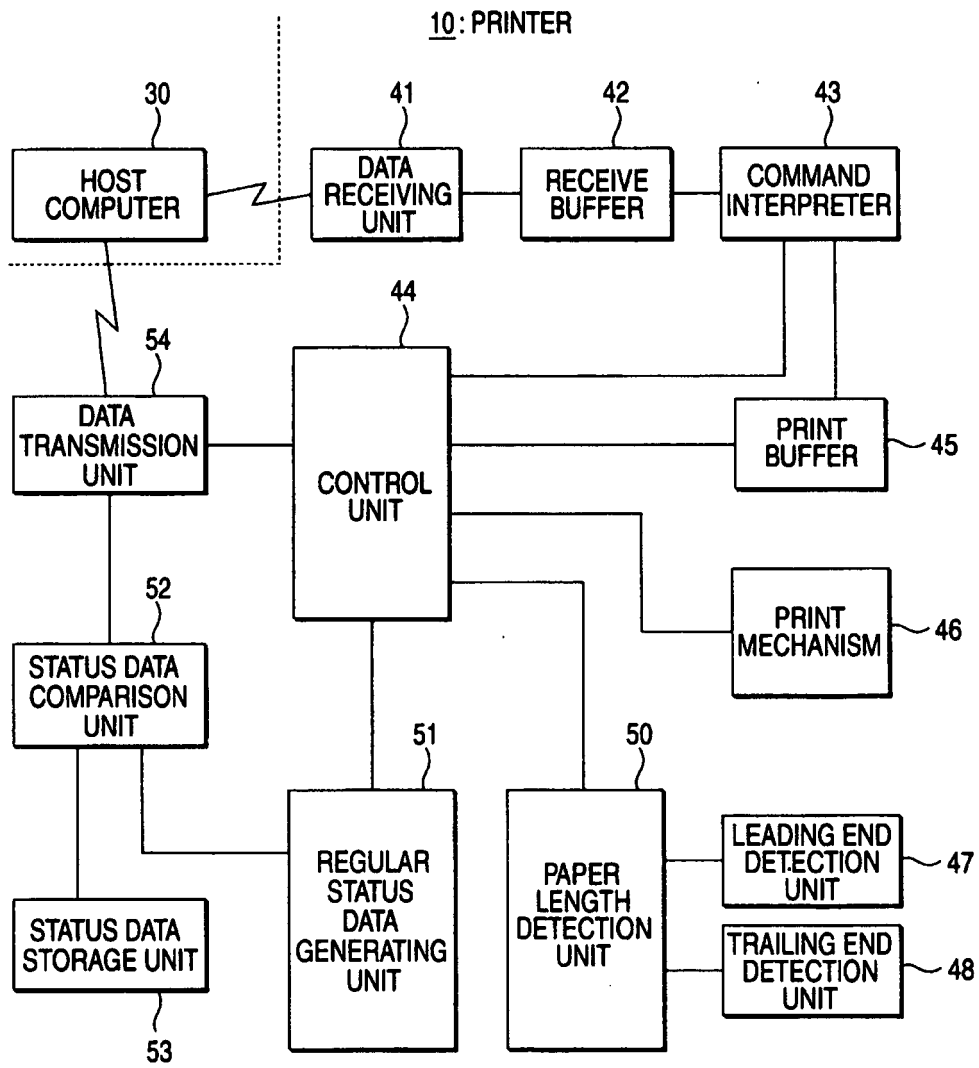 10: PRINTER
30
41
42
43
HOST
COMPUTER
DATA
RECEIVING
UNIT
RECEIVE
BUFFER
COMMAND
INTERPRETER
44
54
DATA
TRANSMISSION
UNIT
CONTROL
UNIT
PRINT
BUFFER
45
52
STATUS DATA
COMPARISON
UNIT
PRINT
MECHANISM
46
51
50
REGULAR
STATUS
DATA
GENERATING
UNIT
PAPER
LENGTH
DETECTION
UNIT
LEADING END
DETECTION
UNIT
47
STATUS DATA
STORAGE UNIT
53
TRAILING END
DETECTION
UNIT
48